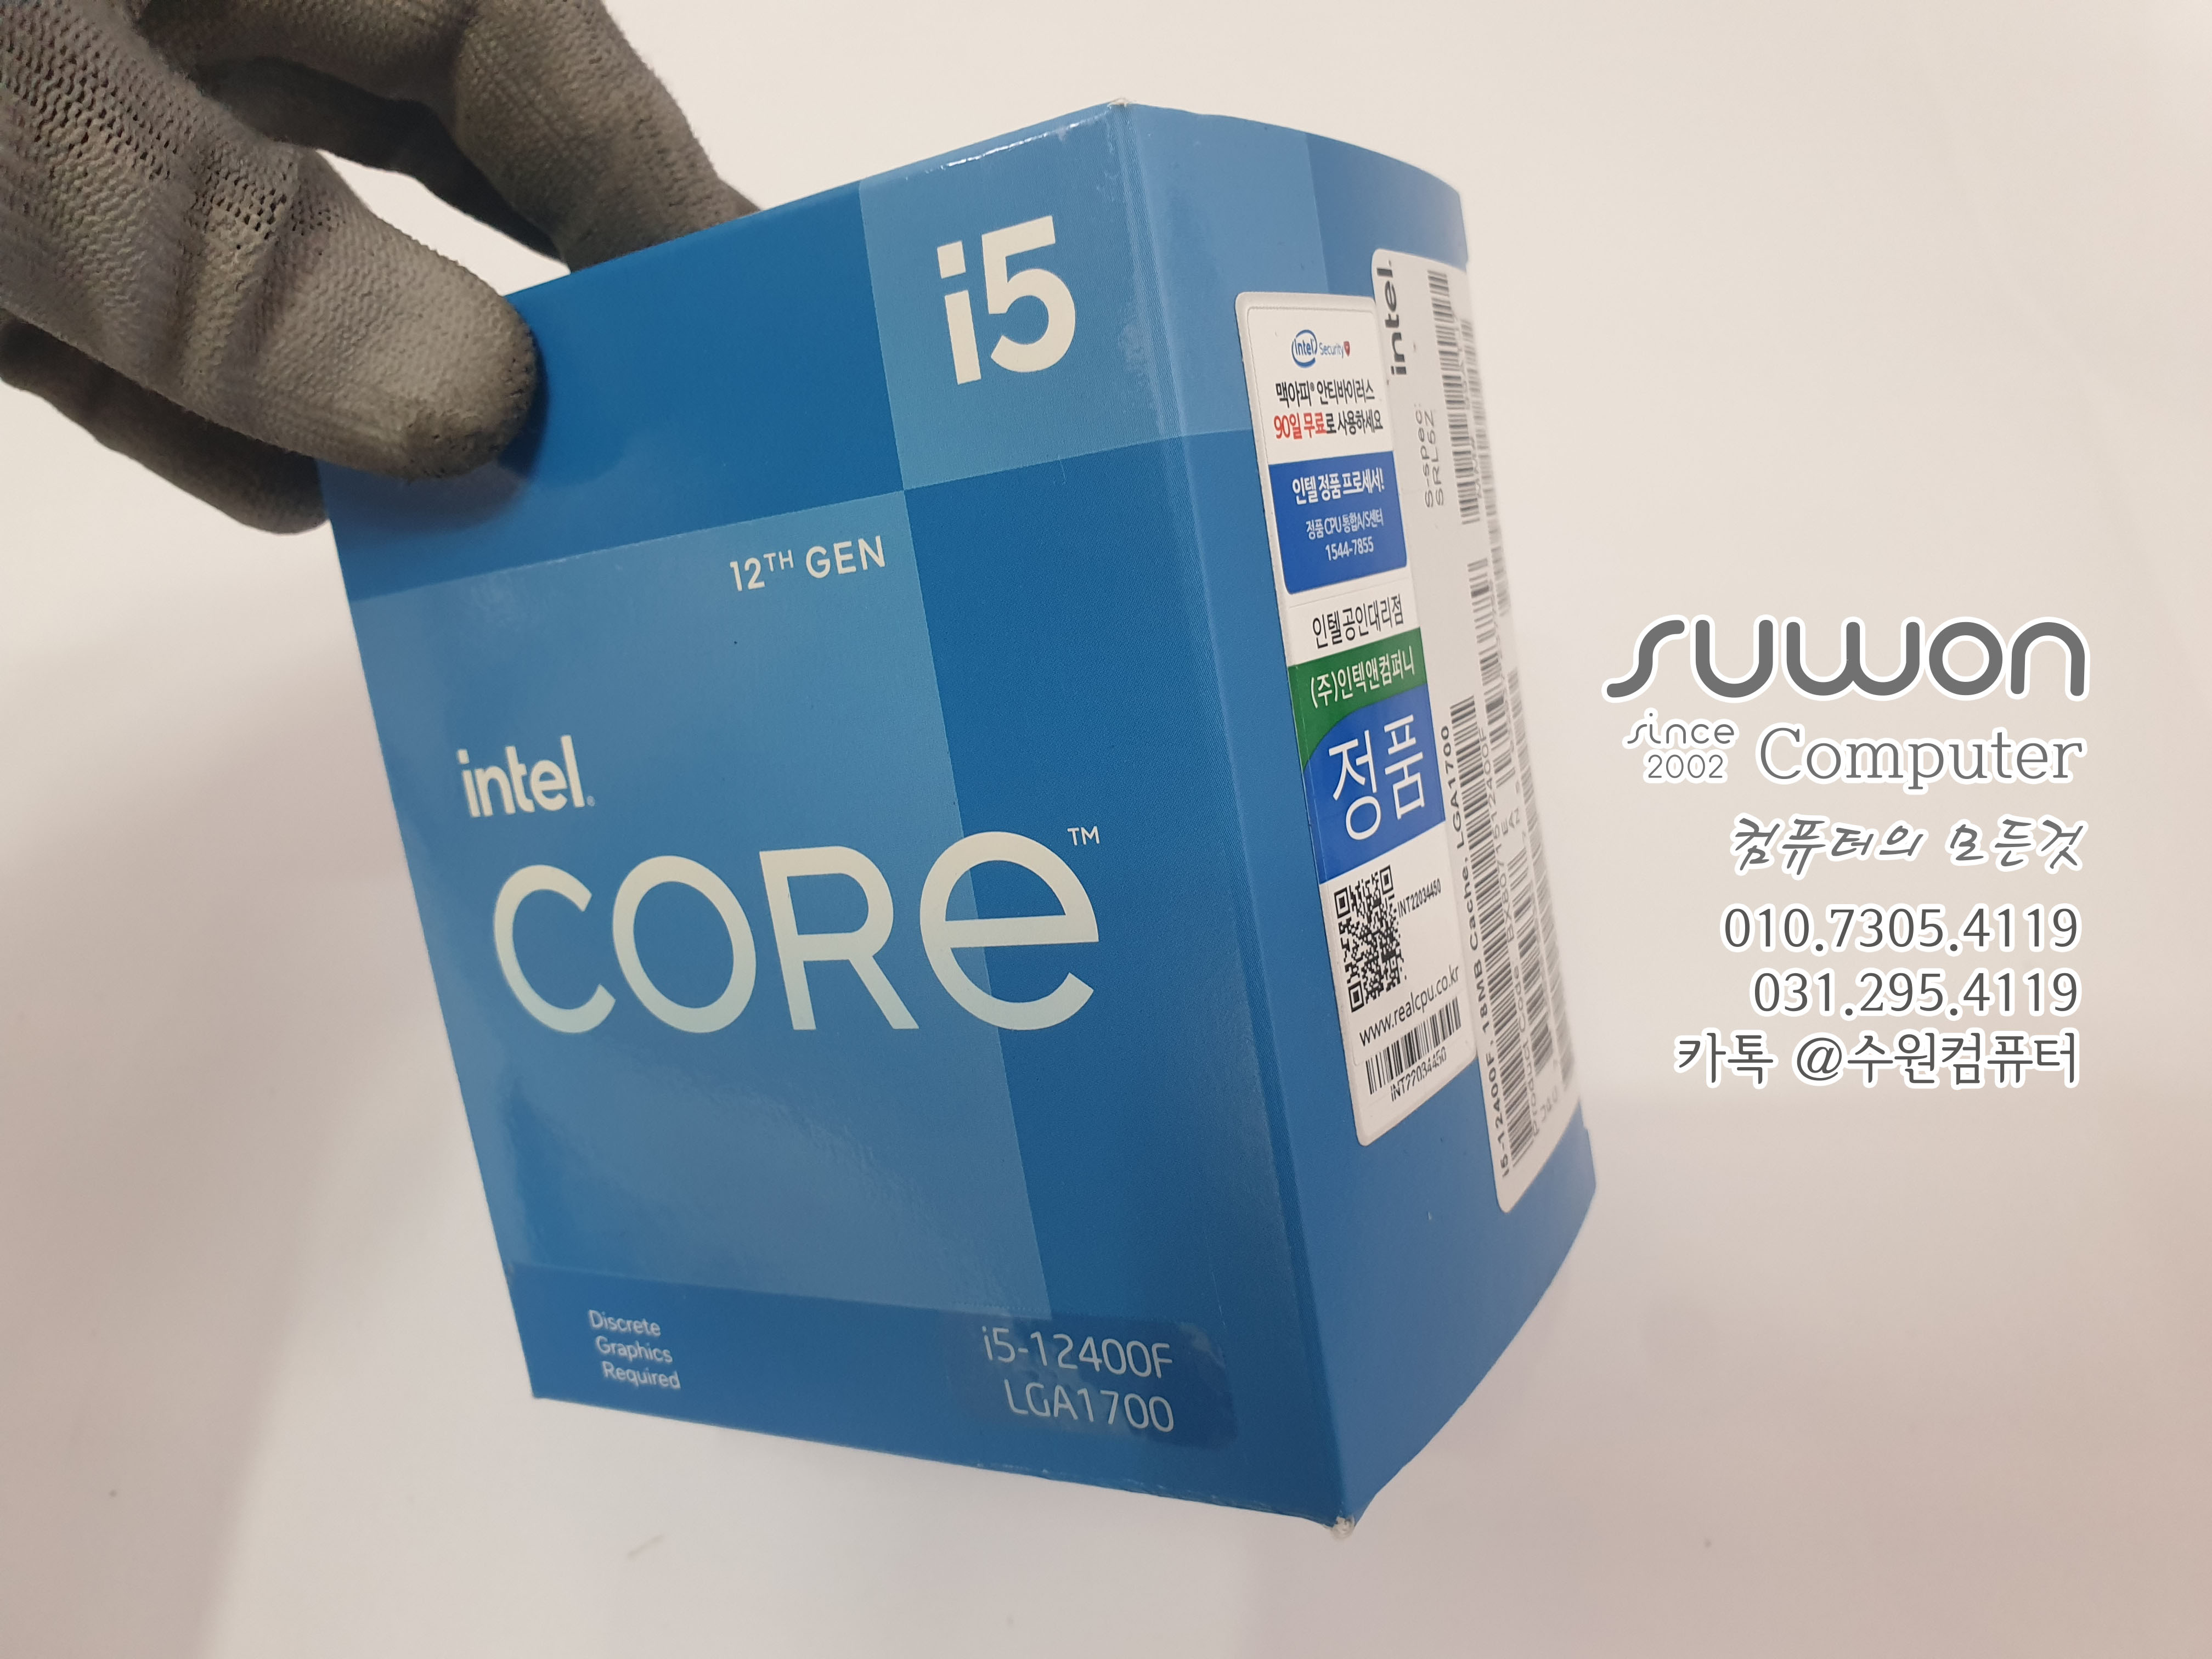 i5
12TH GEN
intel.
CORe™
Discrete
Graphics
Required
i5-12400F
LGA1700
intel Security
맥아피® 안티바이러스
90일 무료로 사용하세요
인텔 정품 프로세서!
정품 CPU 통합 A/S센터
1544-7855
인텔공인대리점
(주)인텍앤컴퍼니
정품
INT22034450
www.realcpu.co.kr
INT22034450
intel.
S-spec:
SRL5Z
i5-12400F, 18MB Cache, LGA1700
Product Code
suwon
since
2002
Computer
컴퓨터의 모든것
010.7305.4119
031.295.4119
카톡 @수원컴퓨터